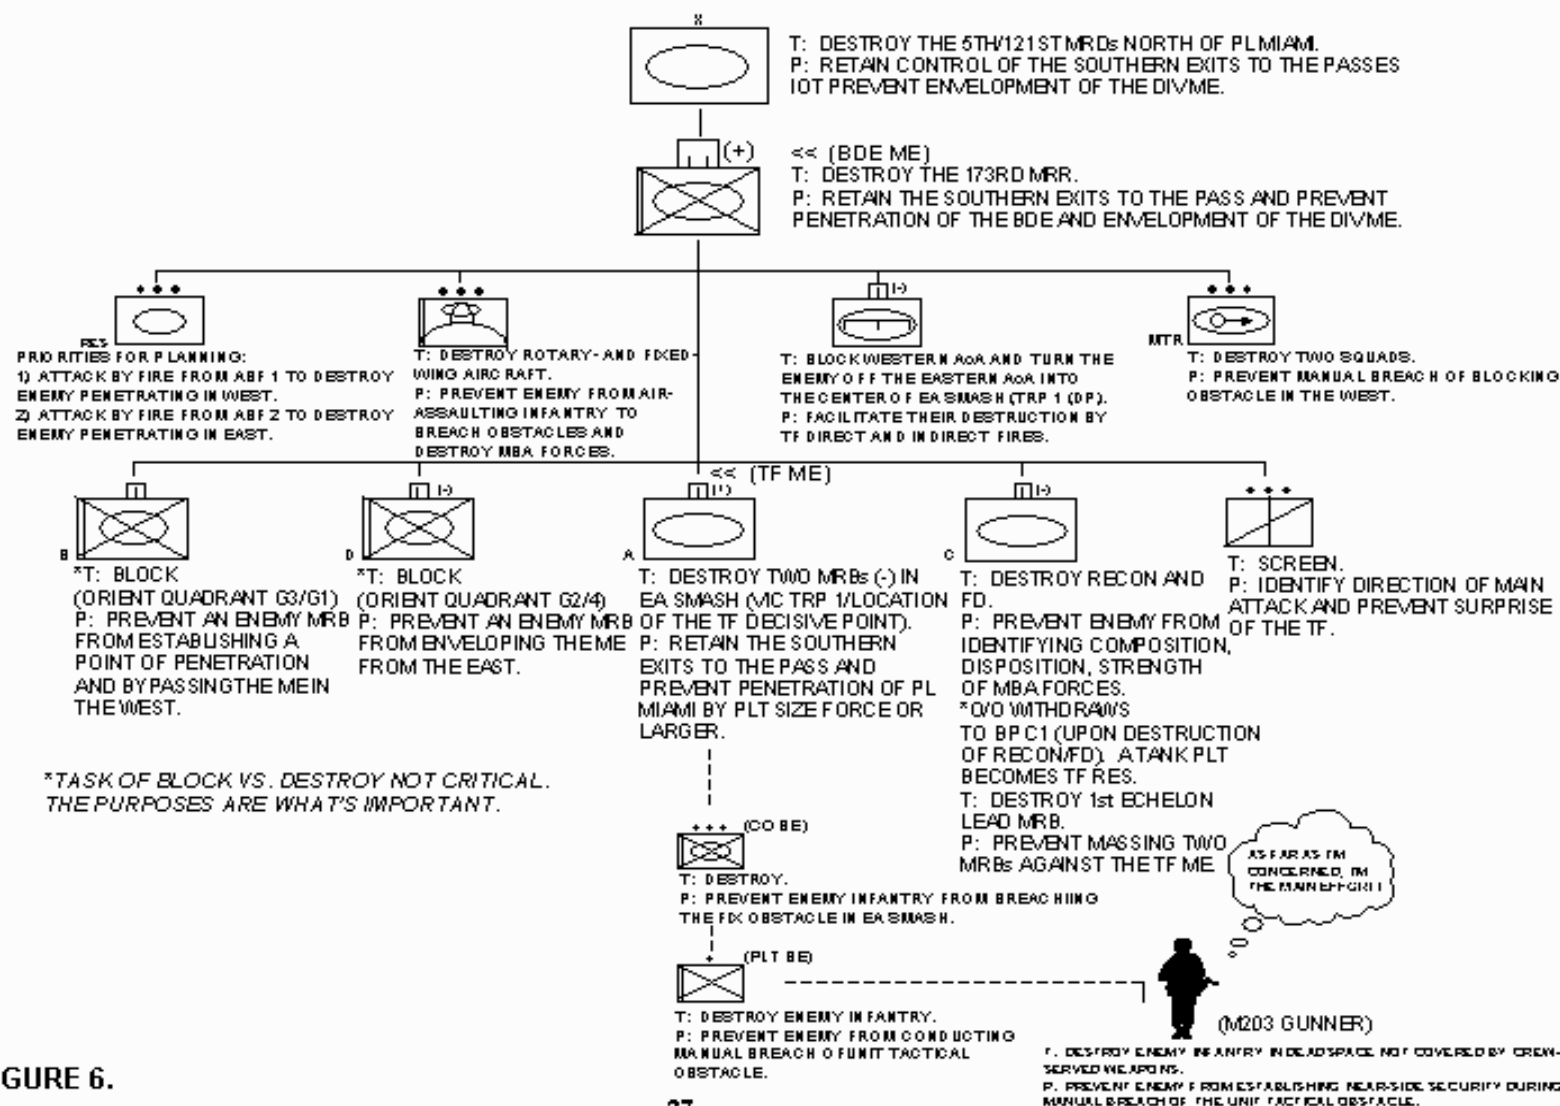 X
T: DESTROY THE 5TH/121ST MRDs NORTH OF PL MIAMI.
P: RETAIN CONTROL OF THE SOUTHERN EXITS TO THE PASSES
IOT PREVENT ENVELOPMENT OF THE DIV ME.
(+)
<< (BDE ME)
T: DESTROY THE 173RD MRR.
P: RETAIN THE SOUTHERN EXITS TO THE PASS AND PREVENT
PENETRATION OF THE BDE AND ENVELOPMENT OF THE DIV ME.
RES
PRIORITIES FOR PLANNING:
1) ATTACK BY FIRE FROM ABF 1 TO DESTROY
ENEMY PENETRATING IN WEST.
2) ATTACK BY FIRE FROM ABF 2 TO DESTROY
ENEMY PENETRATING IN EAST.
T: DESTROY ROTARY- AND FIXED-
WING AIRCRAFT.
P: PREVENT ENEMY FROM AIR-
ASSAULTING INFANTRY TO
BREACH OBSTACLES AND
DESTROY MBA FORCES.
(-)
T: BLOCK WESTERN AoA AND TURN THE
ENEMY OFF THE EASTERN AoA INTO
THE CENTER OF EA SMASH (TRP 1 (DP).
P: FACILITATE THEIR DESTRUCTION BY
TF DIRECT AND INDIRECT FIRES.
MTR
T: DESTROY TWO SQUADS.
P: PREVENT MANUAL BREACH OF BLOCKING
OBSTACLE IN THE WEST.
B
*T: BLOCK
(ORIENT QUADRANT G3/G1)
P: PREVENT AN ENEMY MRB
FROM ESTABLISHING A
POINT OF PENETRATION
AND BYPASSING THE ME IN
THE WEST.
(-)
D
*T: BLOCK
(ORIENT QUADRANT G2/4)
P: PREVENT AN ENEMY MRB
FROM ENVELOPING THE ME
FROM THE EAST.
<< (TF ME)
A
T: DESTROY TWO MRBs (-) IN
EA SMASH (VIC TRP 1/LOCATION
OF THE TF DECISIVE POINT).
P: RETAIN THE SOUTHERN
EXITS TO THE PASS AND
PREVENT PENETRATION OF PL
MIAMI BY PLT SIZE FORCE OR
LARGER.
(-)
C
T: DESTROY RECON AND
FD.
P: PREVENT ENEMY FROM
IDENTIFYING COMPOSITION,
DISPOSITION, STRENGTH
OF MBA FORCES.
*O/O WITHDRAWS
TO BP C1 (UPON DESTRUCTION
OF RECON/FD). A TANK PLT
BECOMES TF RES.
T: DESTROY 1st ECHELON
LEAD MRB.
P: PREVENT MASSING TWO
MRBs AGAINST THE TF ME
T: SCREEN.
P: IDENTIFY DIRECTION OF MAIN
ATTACK AND PREVENT SURPRISE
OF THE TF.
*TASK OF BLOCK VS. DESTROY NOT CRITICAL.
THE PURPOSES ARE WHAT'S IMPORTANT.
(CO SE)
T: DESTROY.
P: PREVENT ENEMY INFANTRY FROM BREACHIING
THE FIX OBSTACLE IN EA SMASH.
(PLT SE)
T: DESTROY ENEMY INFANTRY.
P: PREVENT ENEMY FROM CONDUCTING
MANUAL BREACH OF UNIT TACTICAL
OBSTACLE.
AS FAR AS I'M
CONCERNED, I'M
THE MAIN EFFORT!
(M203 GUNNER)
T. DESTROY ENEMY INFANTRY IN DEADSPACE NOT COVERED BY CREW-
SERVED WEAPONS.
P. PREVENT ENEMY FROM ESTABLISHING NEAR-SIDE SECURITY DURING
MANUAL BREACH OF THE UNIT TACTICAL OBSTACLE.
GURE 6.